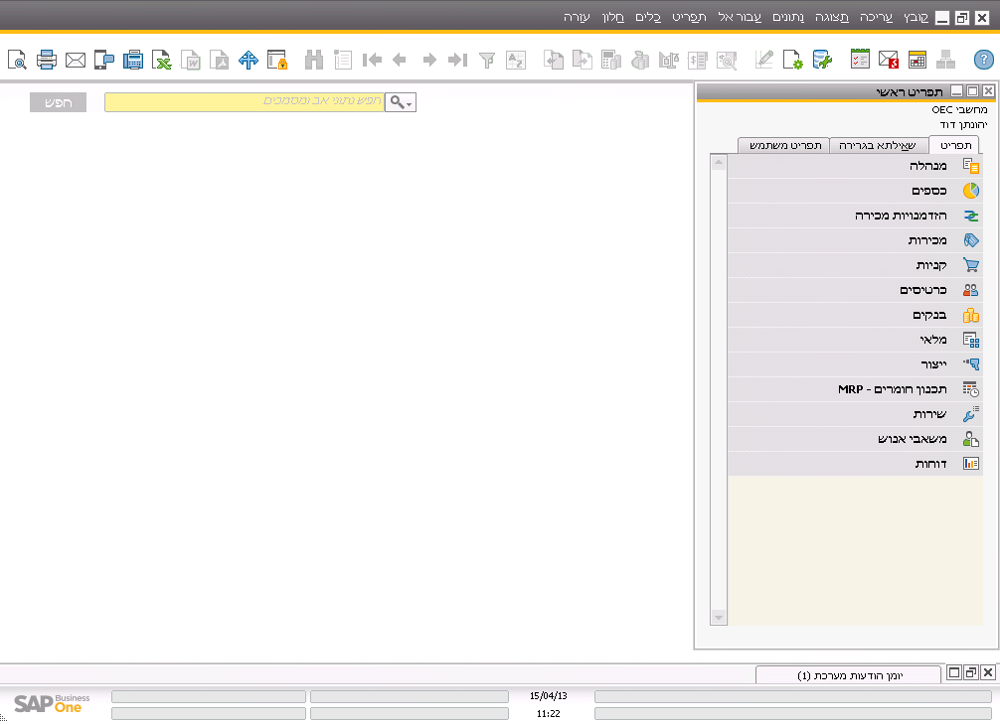 קובץ עריכה תצוגה נתונים עבור אל תפריט כלים חלון עזרה
תפריט ראשי
מחשבי OEC
יהונתן דוד
תפריט שאילתא בגרירה תפריט משתמש
חפש נתוני אב ומסמכים חפש
מנהלה
כספים
הזדמנויות מכירה
מכירות
קניות
כרטיסים
בנקים
מלאי
ייצור
תכנון חומרים - MRP
שירות
משאבי אנוש
דוחות
יומן הודעות מערכת (1)
SAP Business One
15/04/13
11:22